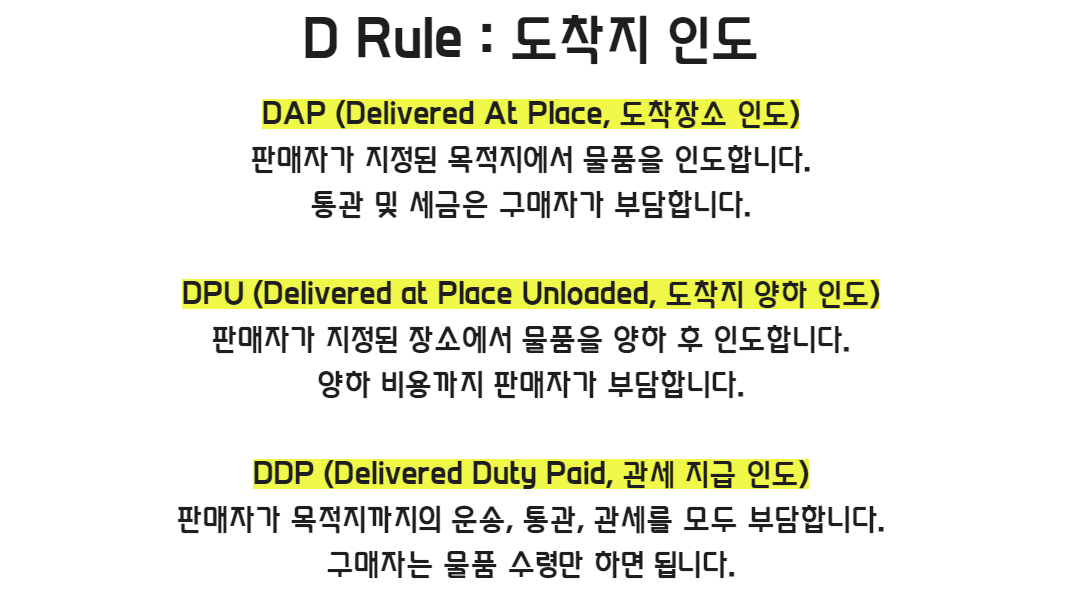 D Rule : 도착지 인도
DAP (Delivered At Place, 도착장소 인도)
판매자가 지정된 목적지에서 물품을 인도합니다.
통관 및 세금은 구매자가 부담합니다.
DPU (Delivered at Place Unloaded, 도착지 양하 인도)
판매자가 지정된 장소에서 물품을 양하 후 인도합니다.
양하 비용까지 판매자가 부담합니다.
DDP (Delivered Duty Paid, 관세 지급 인도)
판매자가 목적지까지의 운송, 통관, 관세를 모두 부담합니다.
구매자는 물품 수령만 하면 됩니다.